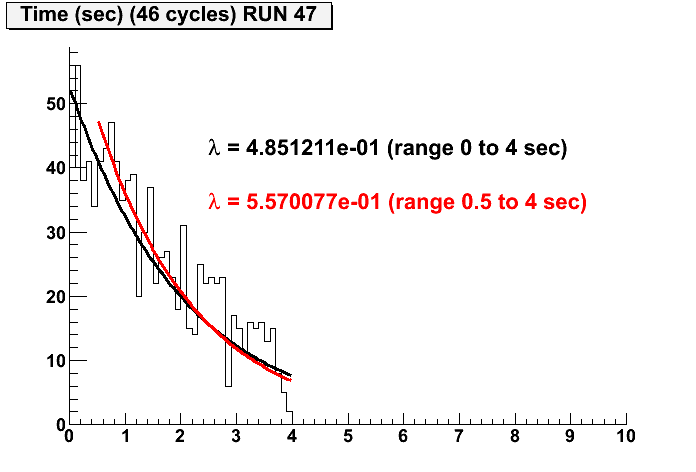 Time (sec) (46 cycles) RUN 47
50
λ = 4.851211e-01 (range 0 to 4 sec)
40
λ = 5.570077e-01 (range 0.5 to 4 sec)
30
20
10
0
0 1 2 3 4 5 6 7 8 9 10